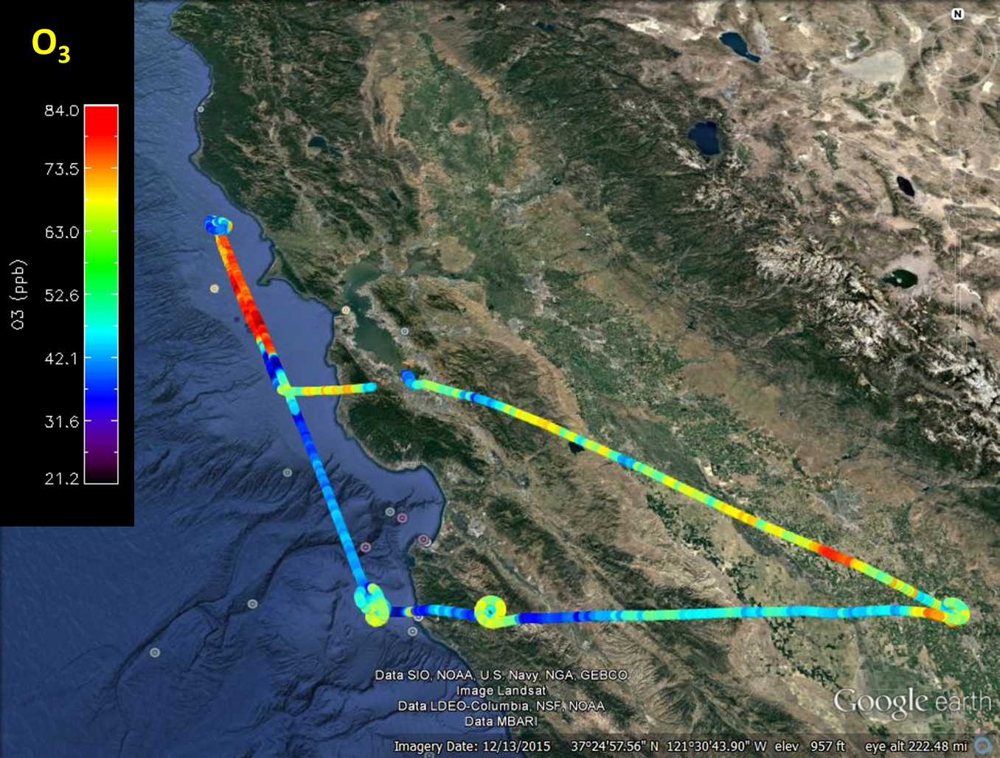 O3
84.0
73.5
63.0
52.6
42.1
31.6
21.2
O3 (ppb)
N
Data SIO, NOAA, U.S. Navy, NGA, GEBCO
Image Landsat
Data LDEO-Columbia, NSF, NOAA
Data MBARI
Google earth
Imagery Date: 12/13/2015 37°24'57.56" N 121°30'43.90" W elev 957 ft eye alt 222.48 mi